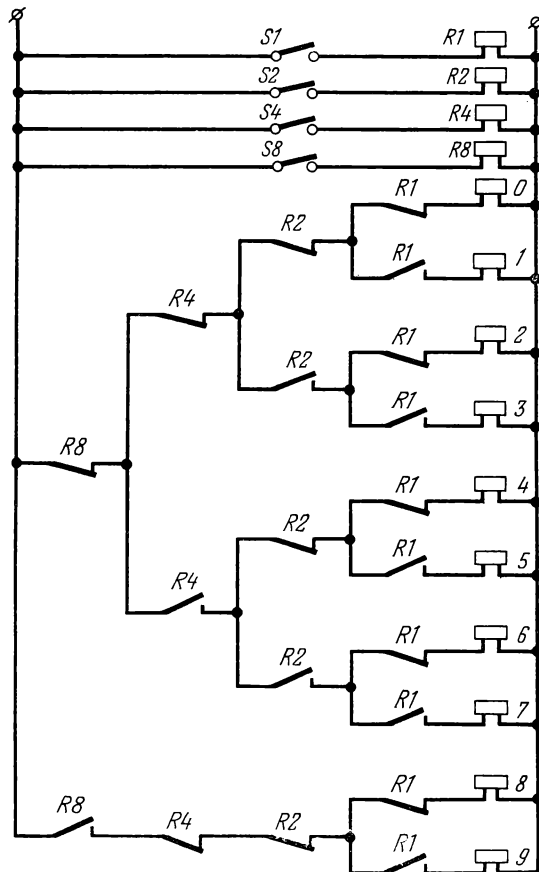 S1 R1
S2 R2
S4 R4
S8 R8
R1 0
R2
R1 1
R4
R1 2
R2
R1 3
R8
R1 4
R2
R1 5
R4
R1 6
R2
R1 7
R1 8
R8 R4 R2
R1 9